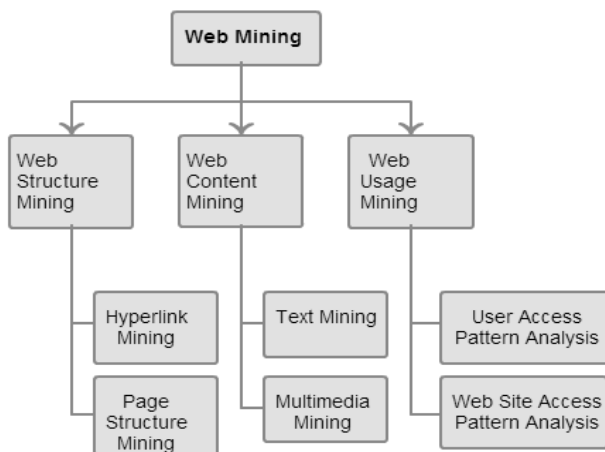 Web Mining
Web
Structure
Mining
Web
Content
Mining
Web
Usage
Mining
Hyperlink
Mining
Page
Structure
Mining
Text Mining
Multimedia
Mining
User Access
Pattern Analysis
Web Site Access
Pattern Analysis